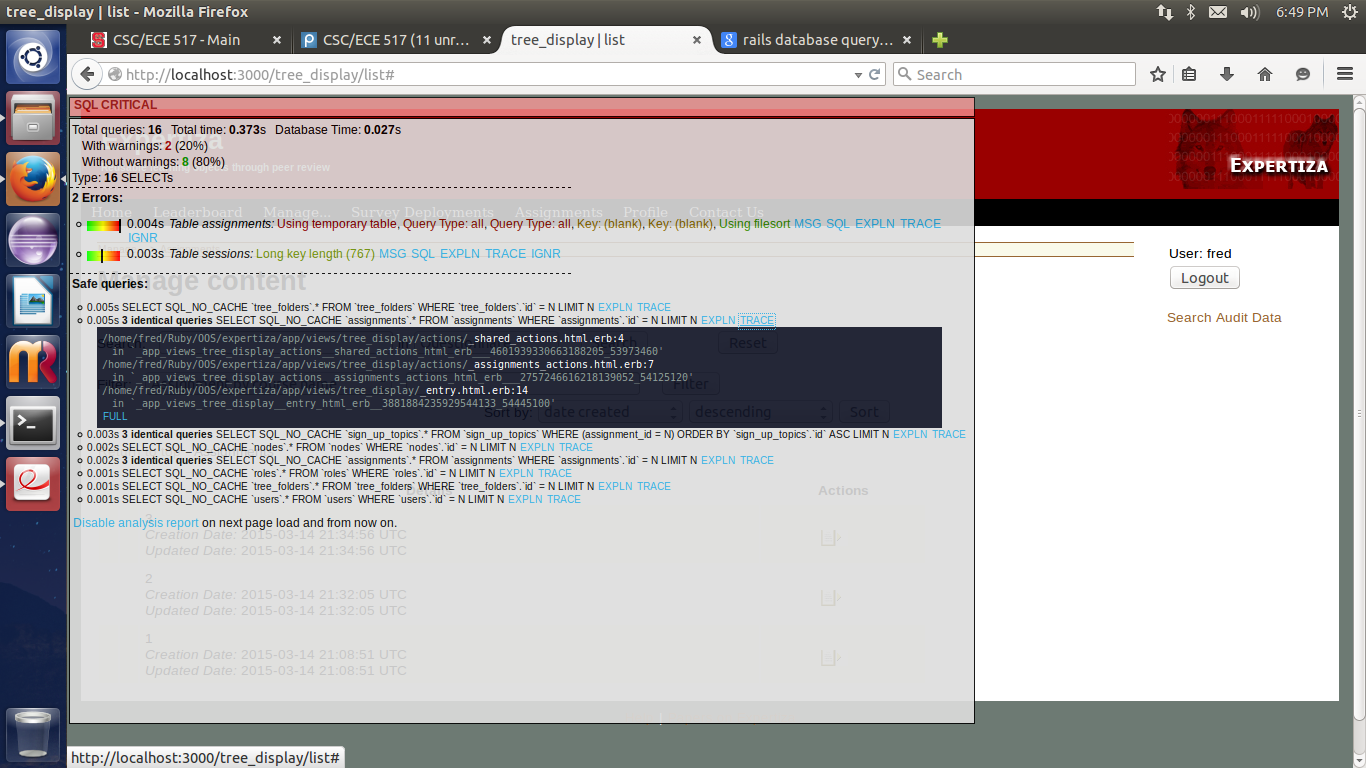 tree_display | list - Mozilla Firefox
6:49 PM
CSC/ECE 517 - Main
CSC/ECE 517 (11 unr...
tree_display | list
rails database query...
http://localhost:3000/tree_display/list#
Search
SQL CRITICAL
Total queries: 16 Total time: 0.373s Database Time: 0.027s
With warnings: 2 (20%)
Without warnings: 8 (80%)
Type: 16 SELECTs
2 Errors:
Home Leaderboard Manage... Survey Deployments Assignments Profile Contact Us
0.004s Table assignments: Using temporary table, Query Type: all, Query Type: all, Key: (blank), Key: (blank), Using filesort MSG SQL EXPLN TRACE
IGNR
0.003s Table sessions: Long key length (767) MSG SQL EXPLN TRACE IGNR
Manage content
Safe queries:
0.005s SELECT SQL_NO_CACHE `tree_folders`.* FROM `tree_folders` WHERE `tree_folders`.`id` = N LIMIT N EXPLN TRACE
0.005s 3 identical queries SELECT SQL_NO_CACHE `assignments`.* FROM `assignments` WHERE `assignments`.`id` = N LIMIT N EXPLN TRACE
/home/fred/Ruby/OOS/expertiza/app/views/tree_display/actions/_shared_actions.html.erb:4
in `_app_views_tree_display_actions__shared_actions_html_erb___4601939330663188205_53973460'
/home/fred/Ruby/OOS/expertiza/app/views/tree_display/actions/_assignments_actions.html.erb:7
in `_app_views_tree_display_actions__assignments_actions_html_erb___2757246616218139052_54125120'
/home/fred/Ruby/OOS/expertiza/app/views/tree_display/_entry.html.erb:14
in `_app_views_tree_display__entry_html_erb__3881884235929544133_54445100'
FULL
Reset
Filter
Sort by: date created descending Sort
0.003s 3 identical queries SELECT SQL_NO_CACHE `sign_up_topics`.* FROM `sign_up_topics` WHERE (assignment_id = N) ORDER BY `sign_up_topics`.`id` ASC LIMIT N EXPLN TRACE
0.002s SELECT SQL_NO_CACHE `nodes`.* FROM `nodes` WHERE `nodes`.`id` = N LIMIT N EXPLN TRACE
0.002s 3 identical queries SELECT SQL_NO_CACHE `assignments`.* FROM `assignments` WHERE `assignments`.`id` = N LIMIT N EXPLN TRACE
0.001s SELECT SQL_NO_CACHE `roles`.* FROM `roles` WHERE `roles`.`id` = N LIMIT N EXPLN TRACE
0.001s SELECT SQL_NO_CACHE `tree_folders`.* FROM `tree_folders` WHERE `tree_folders`.`id` = N LIMIT N EXPLN TRACE
0.001s SELECT SQL_NO_CACHE `users`.* FROM `users` WHERE `users`.`id` = N LIMIT N EXPLN TRACE
Details Actions
Disable analysis report on next page load and from now on.
3
Creation Date: 2015-03-14 21:34:56 UTC
Updated Date: 2015-03-14 21:34:56 UTC
2
Creation Date: 2015-03-14 21:32:05 UTC
Updated Date: 2015-03-14 21:32:05 UTC
1
Creation Date: 2015-03-14 21:08:51 UTC
Updated Date: 2015-03-14 21:08:51 UTC
EXPERTIZA
User: fred
Logout
Search Audit Data
http://localhost:3000/tree_display/list#